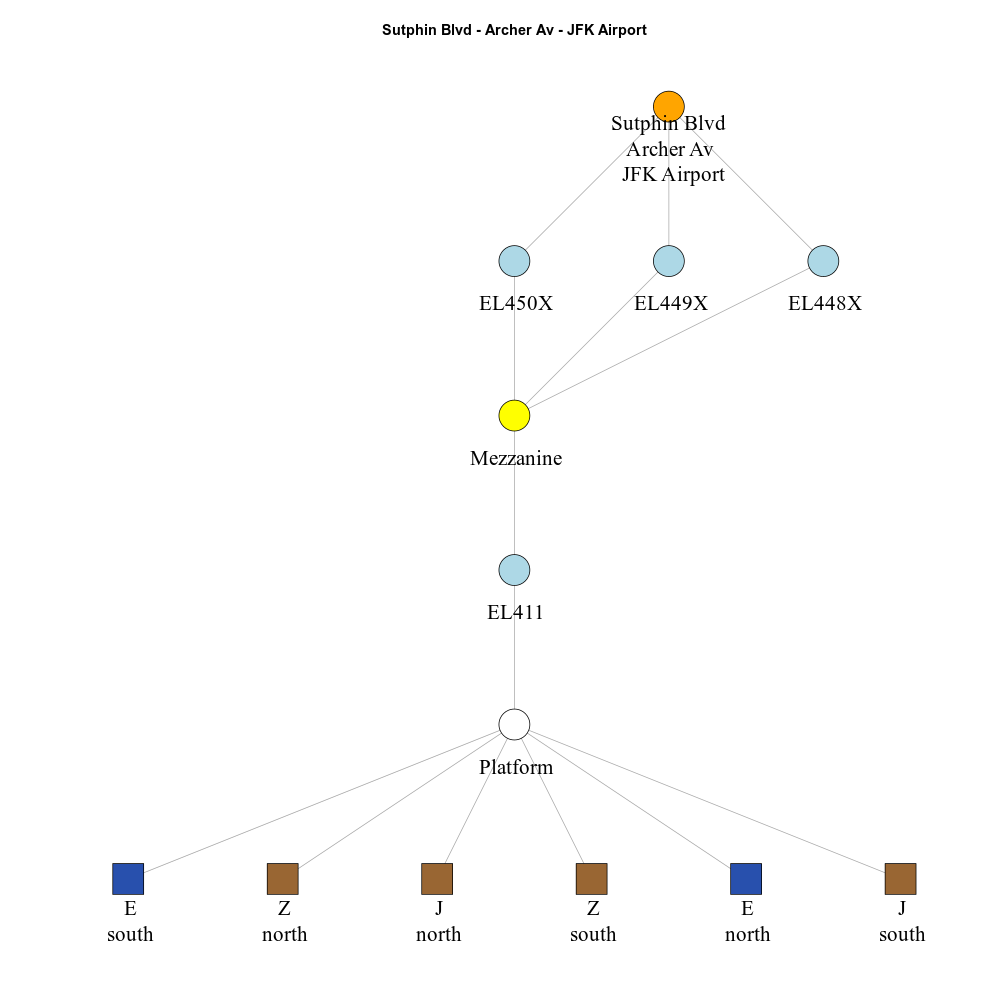 Sutphin Blvd - Archer Av - JFK Airport
Sutphin Blvd
Archer Av
JFK Airport
EL450X EL449X EL448X
Mezzanine
EL411
Platform
E Z J Z E J
south north north south north south